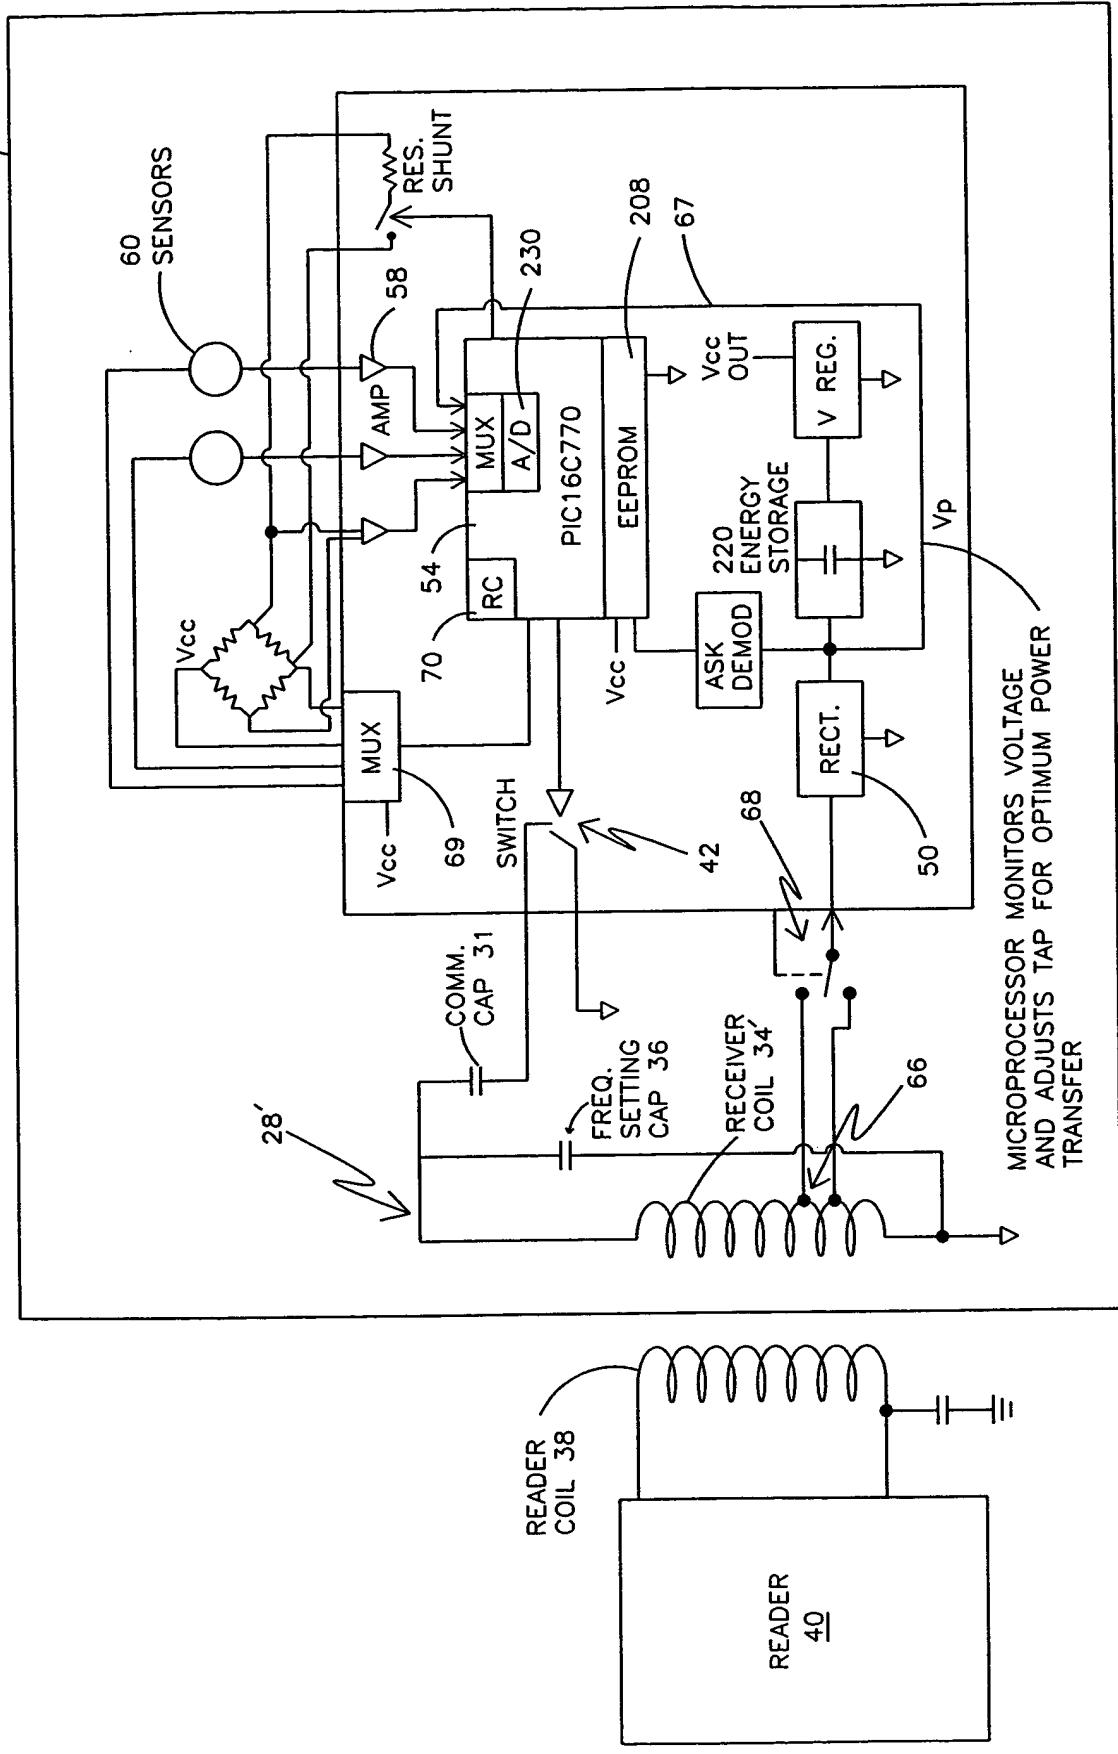 READER
40
READER
COIL 38
28'
COMM.
CAP 31
FREQ.
SETTING
CAP 36
RECEIVER
COIL 34'
66
68
SWITCH
42
Vcc
MUX
69
Vcc
60
SENSORS
AMP
58
RES.
SHUNT
70
RC
54
MUX
A/D
230
PIC16C770
EEPROM
208
Vcc
67
ASK
DEMOD
220
ENERGY
STORAGE
Vcc
OUT
V REG.
RECT.
50
Vp
MICROPROCESSOR MONITORS VOLTAGE
AND ADJUSTS TAP FOR OPTIMUM POWER
TRANSFER